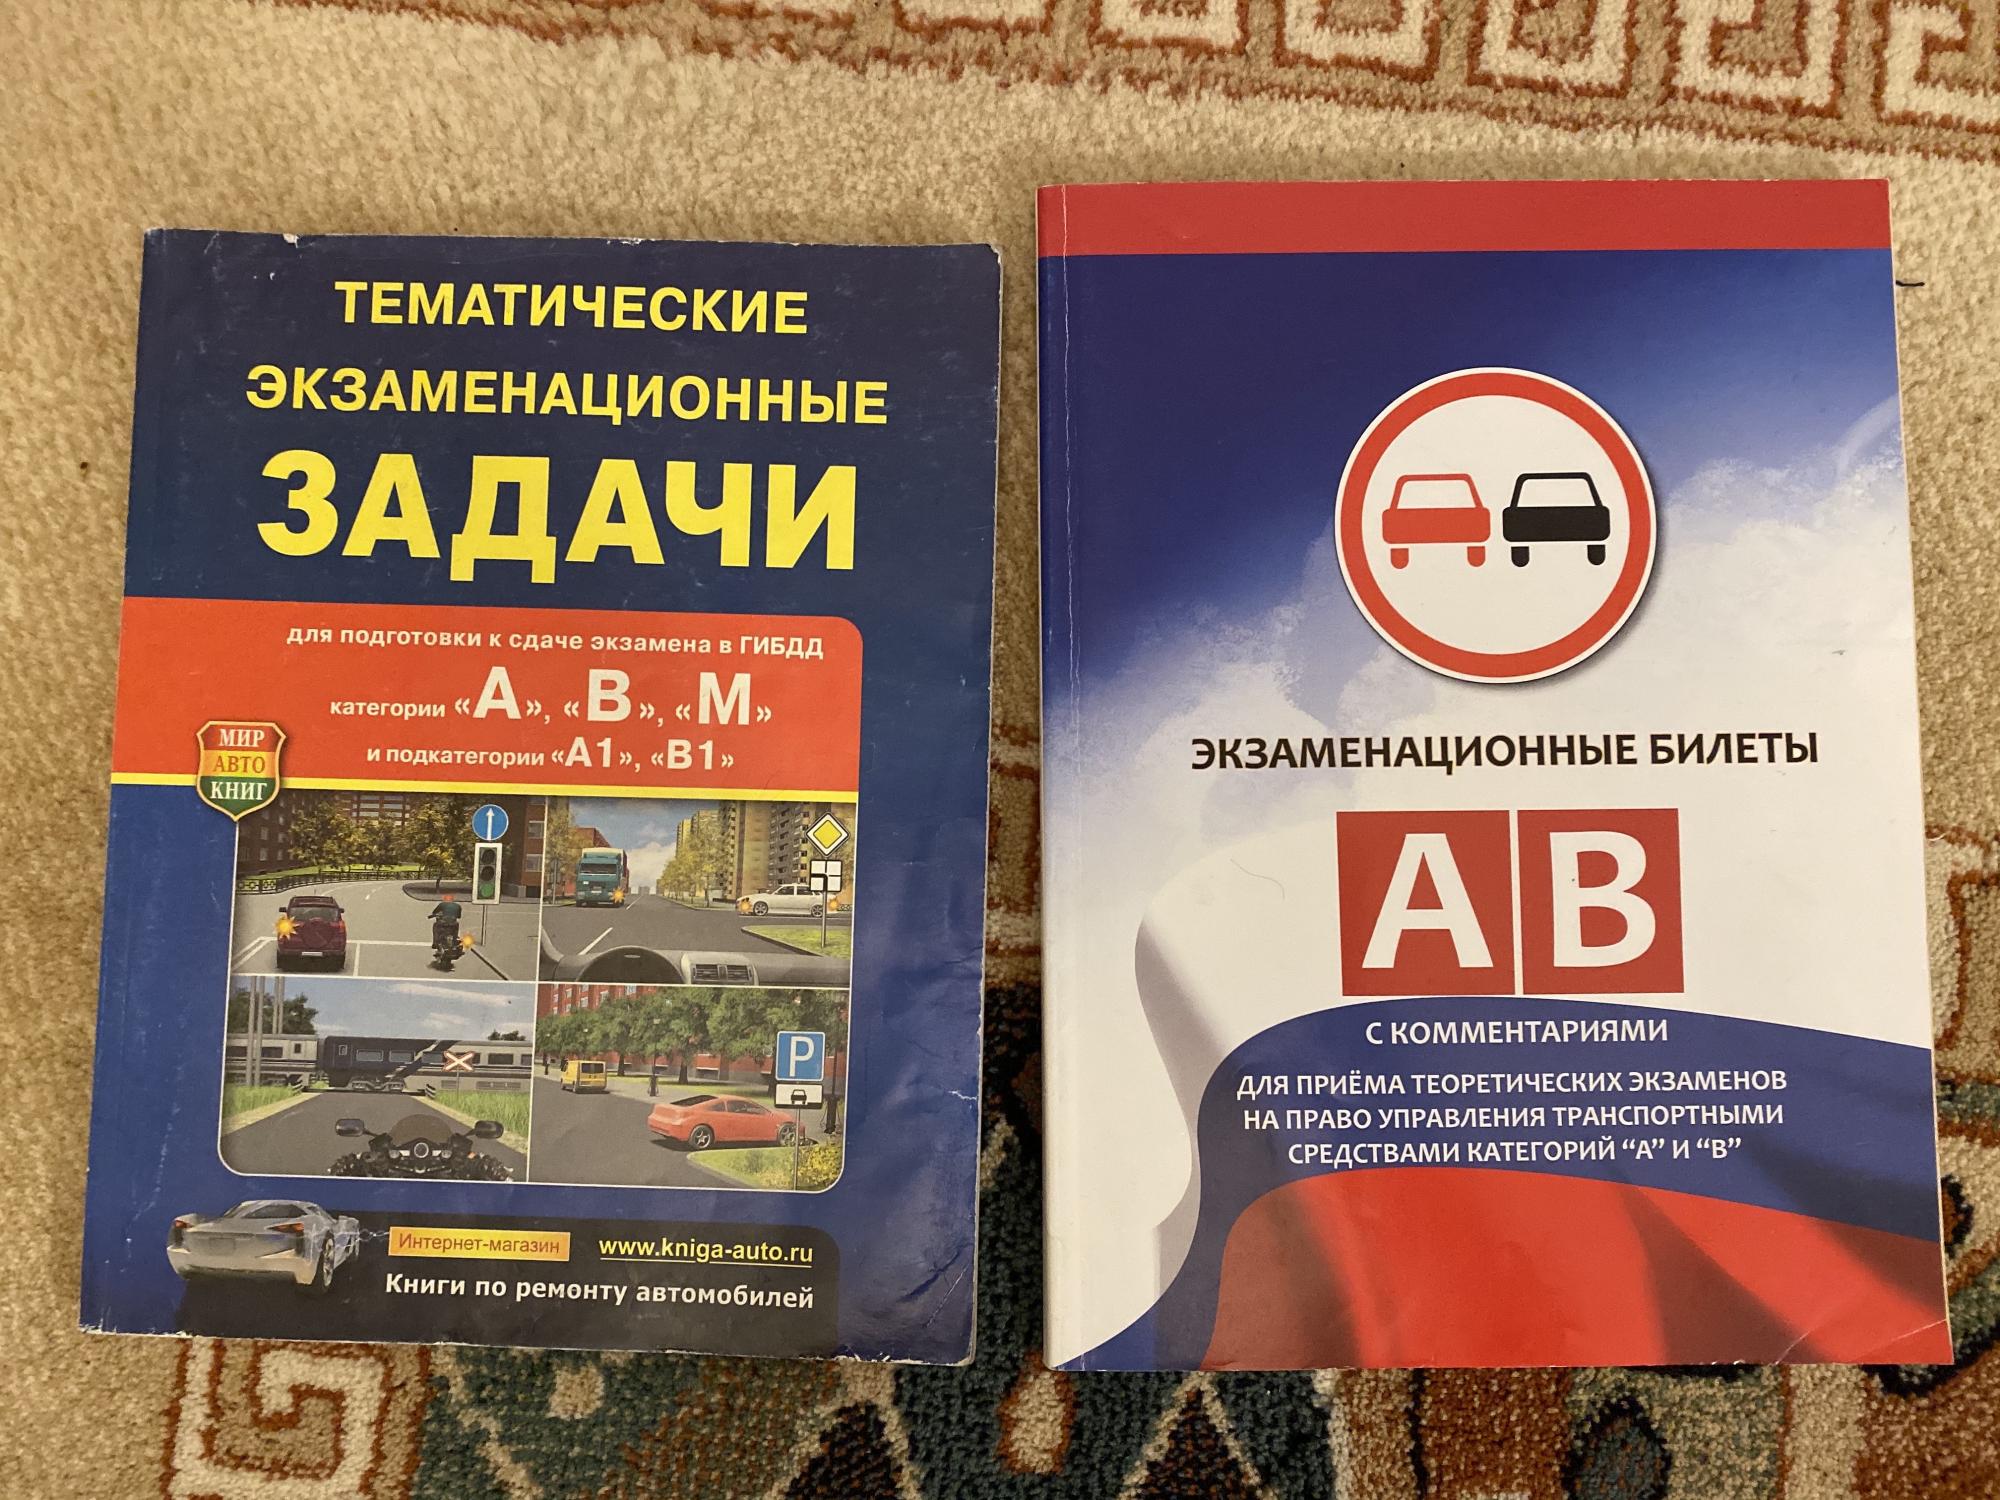 ТЕМАТИЧЕСКИЕ
ЭКЗАМЕНАЦИОННЫЕ
ЗАДАЧИ
для подготовки к сдаче экзамена в ГИБДД
категории «А», «В», «М»
и подкатегории «А1», «В1»
МИР
АВТО
КНИГ
P
Интернет-магазин www.kniga-auto.ru
Книги по ремонту автомобилей
ЭКЗАМЕНАЦИОННЫЕ БИЛЕТЫ
А В
С КОММЕНТАРИЯМИ
ДЛЯ ПРИЁМА ТЕОРЕТИЧЕСКИХ ЭКЗАМЕНОВ
НА ПРАВО УПРАВЛЕНИЯ ТРАНСПОРТНЫМИ
СРЕДСТВАМИ КАТЕГОРИЙ “А” И “В”